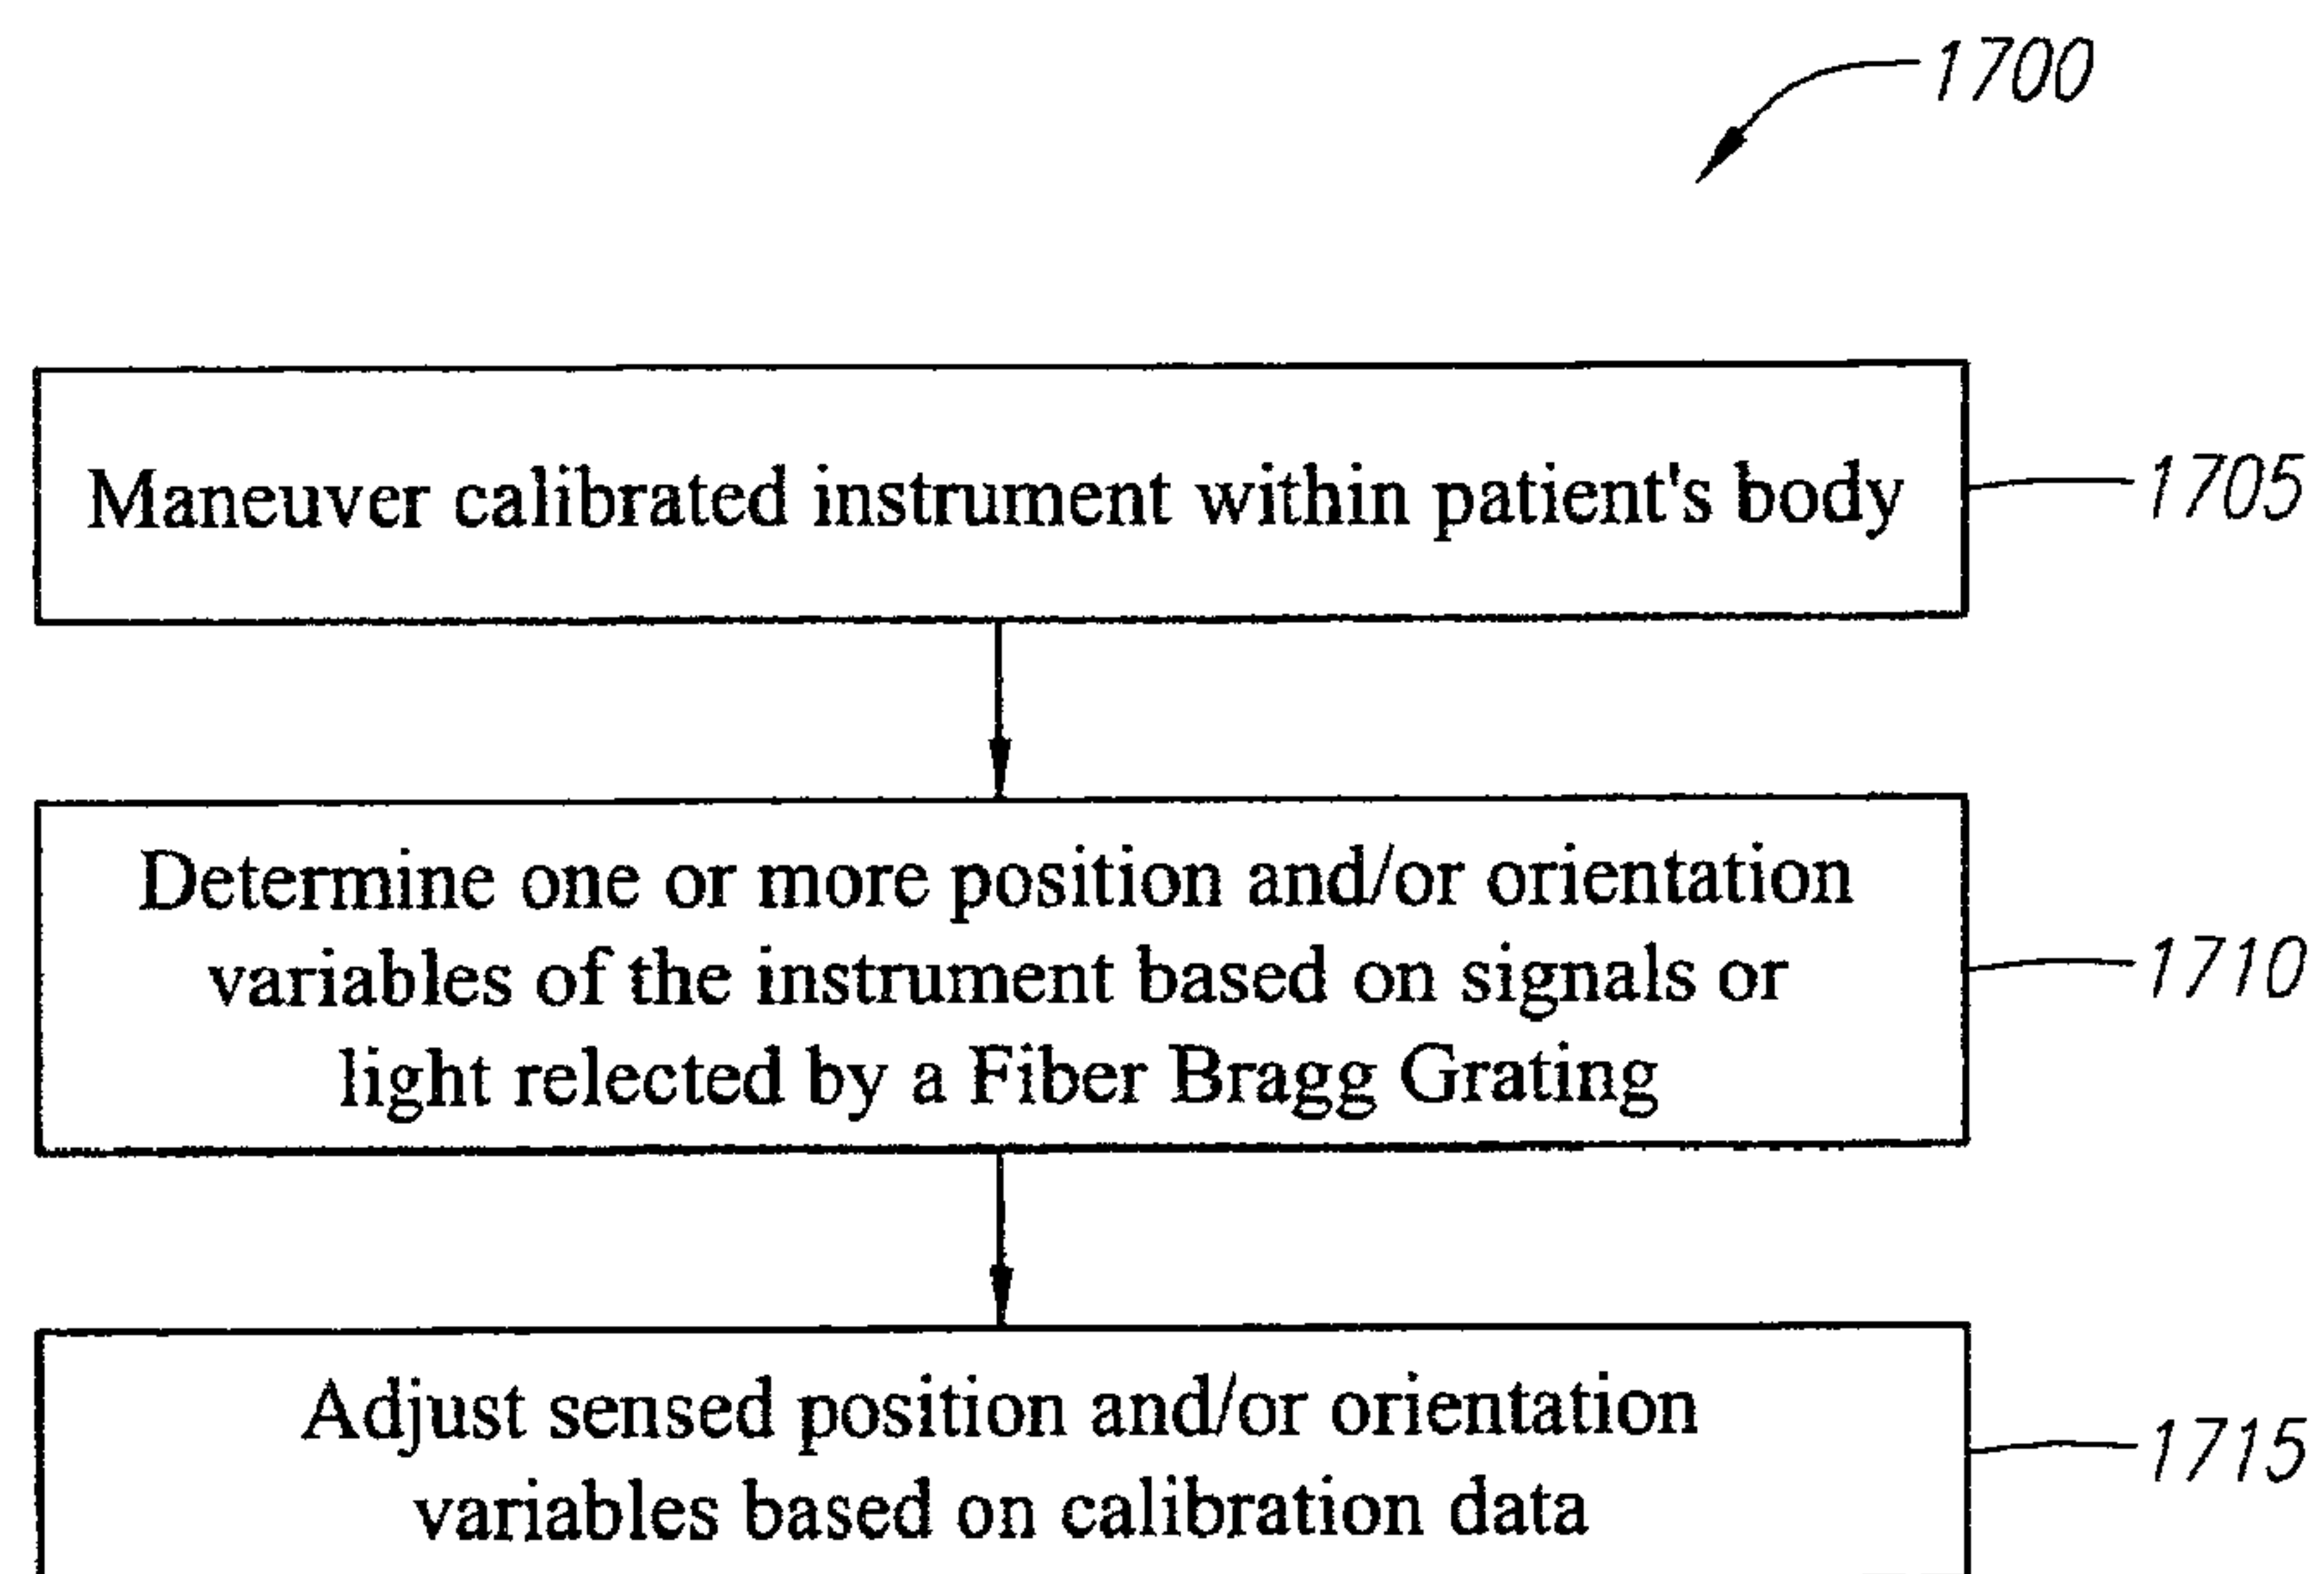 1700
Maneuver calibrated instrument within patient's body
1705
Determine one or more position and/or orientation
variables of the instrument based on signals or
light relected by a Fiber Bragg Grating
1710
Adjust sensed position and/or orientation
variables based on calibration data
1715